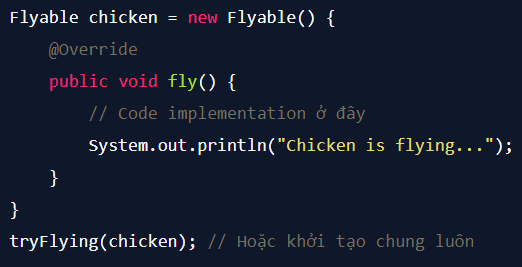 Flyable chicken = new Flyable() {
    @Override
    public void fly() {
        // Code implementation ở đây
        System.out.println("Chicken is flying...");
    }
}
tryFlying(chicken); // Hoặc khởi tạo chung luôn